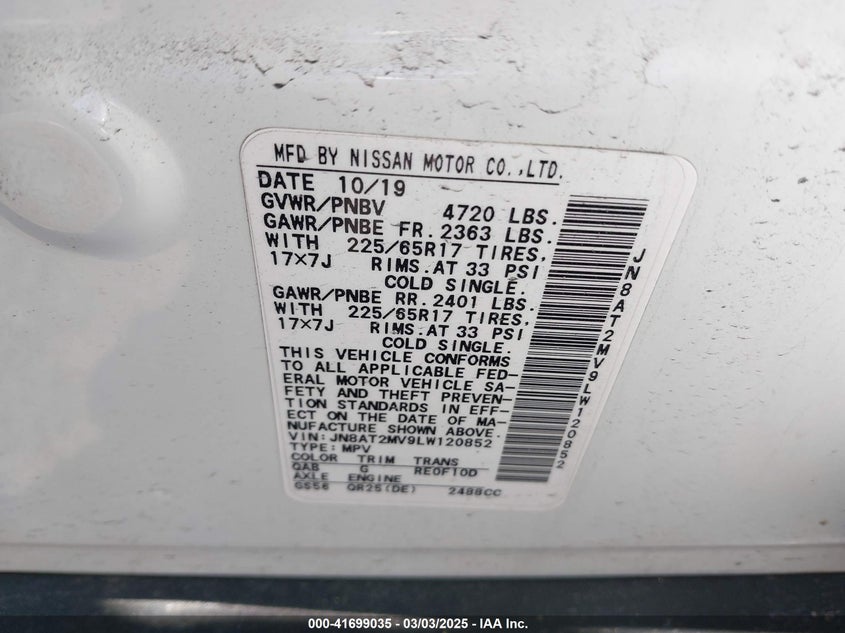 MFD BY NISSAN MOTOR CO.,LTD.
DATE 10/19
GVWR/PNBV 4720 LBS.
GAWR/PNBE FR. 2363 LBS.
WITH 225/65R17 TIRES,
17×7J RIMS.AT 33 PSI
COLD SINGLE.
GAWR/PNBE RR. 2401 LBS.
WITH 225/65R17 TIRES,
17×7J RIMS.AT 33 PSI
COLD SINGLE.
THIS VEHICLE CONFORMS
TO ALL APPLICABLE FED-
ERAL MOTOR VEHICLE SA-
FETY AND THEFT PREVEN-
TION STANDARDS IN EFF-
ECT ON THE DATE OF MA-
NUFACTURE SHOWN ABOVE.
VIN:JN8AT2MV9LW120852
TYPE: MPV
COLOR TRIM TRANS
QAB G RE0F10D
AXLE ENGINE
GS56 QR25(DE) 2488CC
JN8AT2MV9LW120852
000-41699035 - 03/03/2025 - IAA Inc.